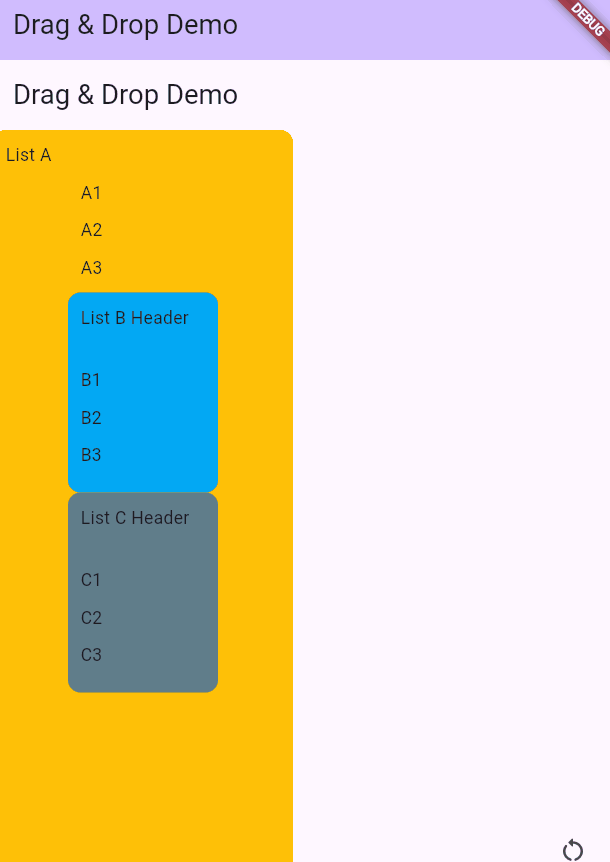 Drag & Drop Demo
DEBUG
Drag & Drop Demo
List A
A1
A2
A3
List B Header
B1
B2
B3
List C Header
C1
C2
C3